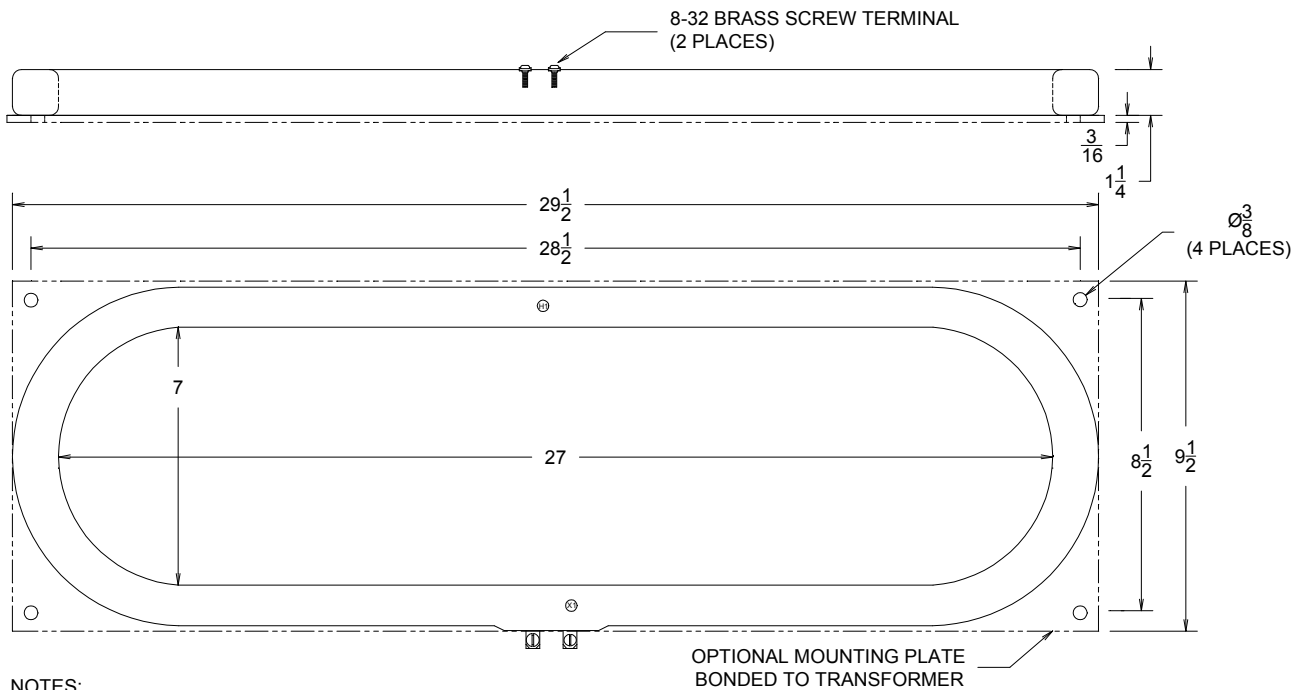 8-32 BRASS SCREW TERMINAL
(2 PLACES)
3/16
1 1/4
29 1/2
28 1/2
Ø3/8
(4 PLACES)
H1
7
27
8 1/2
9 1/2
X1
OPTIONAL MOUNTING PLATE
BONDED TO TRANSFORMER
NOTES: